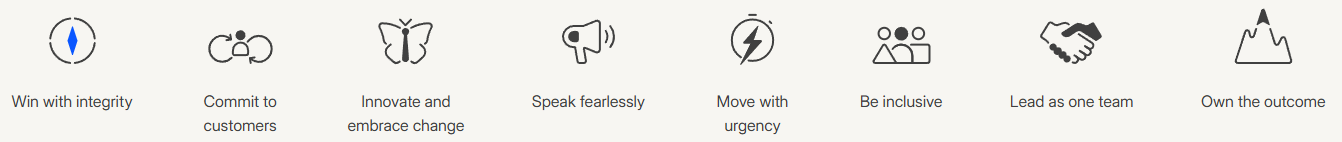 Win with integrity
Commit to
customers
Innovate and
embrace change
Speak fearlessly
Move with
urgency
Be inclusive
Lead as one team
Own the outcome